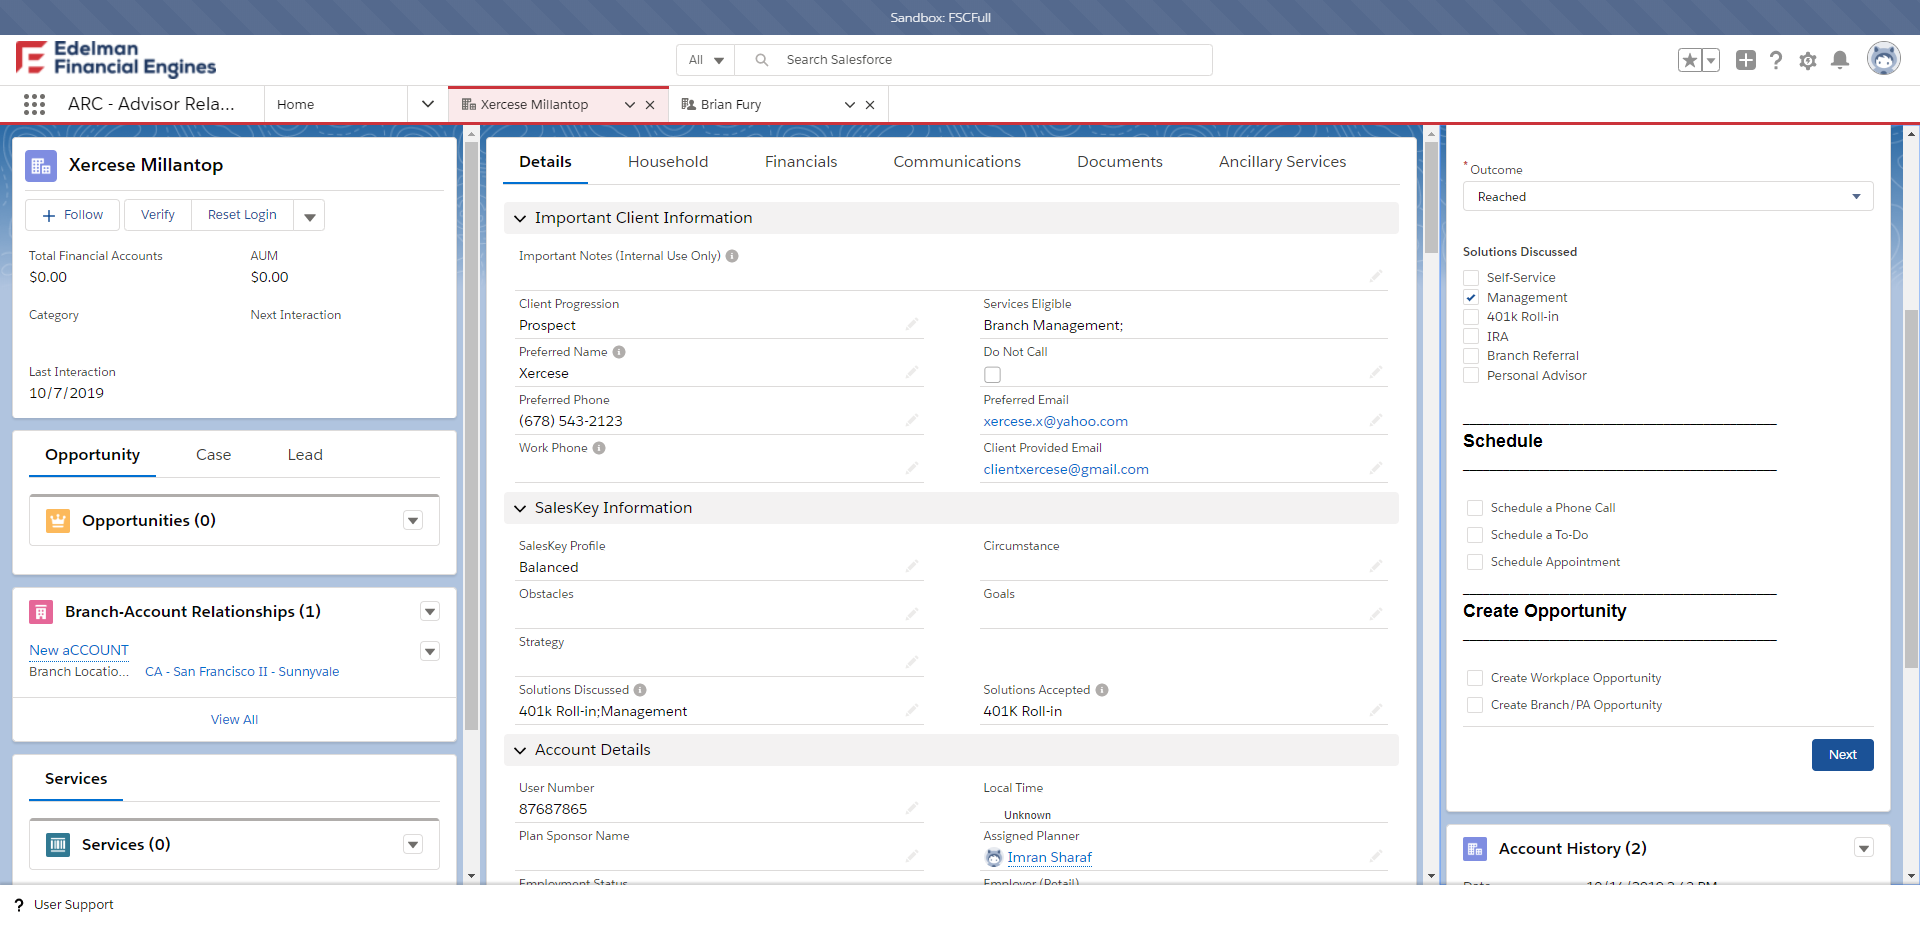 Sandbox: FSCFull
Edelman
Financial Engines
All
Search Salesforce
ARC - Advisor Rela...
Home
Xercese Millantop
Brian Fury
Xercese Millantop
Follow
Verify
Reset Login
Total Financial Accounts
AUM
$0.00
$0.00
Category
Next Interaction
Last Interaction
10/7/2019
Opportunity
Case
Lead
Opportunities (0)
Branch-Account Relationships (1)
New aCCOUNT
Branch Locatio...
CA - San Francisco II - Sunnyvale
View All
Services
Services (0)
Details
Household
Financials
Communications
Documents
Ancillary Services
Important Client Information
Important Notes (Internal Use Only)
Client Progression
Services Eligible
Prospect
Branch Management;
Preferred Name
Do Not Call
Xercese
Preferred Phone
Preferred Email
(678) 543-2123
xercese.x@yahoo.com
Work Phone
Client Provided Email
clientxercese@gmail.com
SalesKey Information
SalesKey Profile
Circumstance
Balanced
Obstacles
Goals
Strategy
Solutions Discussed
Solutions Accepted
401k Roll-in;Management
401K Roll-in
Account Details
User Number
Local Time
87687865
Unknown
Plan Sponsor Name
Assigned Planner
Imran Sharaf
Employment Status
Employer (Retail)
*Outcome
Reached
Solutions Discussed
Self-Service
Management
401k Roll-in
IRA
Branch Referral
Personal Advisor
Schedule
Schedule a Phone Call
Schedule a To-Do
Schedule Appointment
Create Opportunity
Create Workplace Opportunity
Create Branch/PA Opportunity
Next
Account History (2)
? User Support